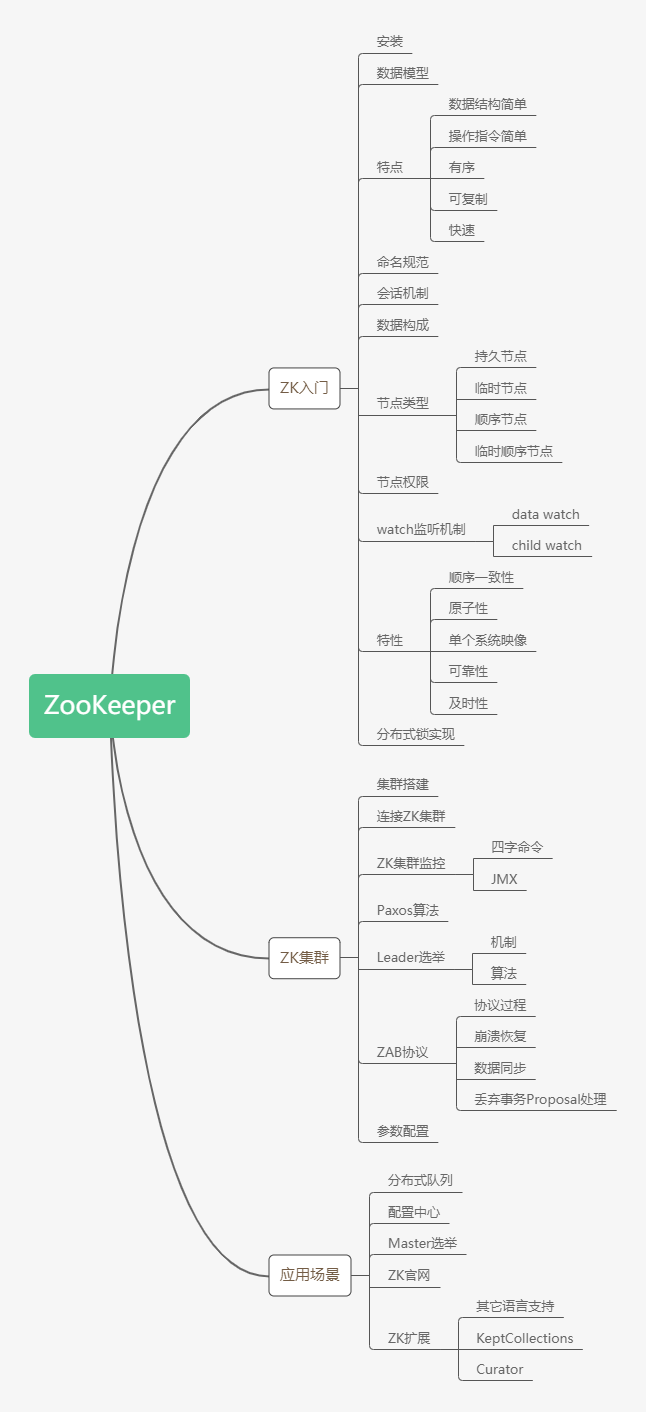 ZooKeeper
ZK入门
安装
数据模型
特点
数据结构简单
操作指令简单
有序
可复制
快速
命名规范
会话机制
数据构成
节点类型
持久节点
临时节点
顺序节点
临时顺序节点
节点权限
watch监听机制
data watch
child watch
特性
顺序一致性
原子性
单个系统映像
可靠性
及时性
分布式锁实现
ZK集群
集群搭建
连接ZK集群
ZK集群监控
四字命令
JMX
Paxos算法
Leader选举
机制
算法
ZAB协议
协议过程
崩溃恢复
数据同步
丢弃事务Proposal处理
参数配置
应用场景
分布式队列
配置中心
Master选举
ZK官网
ZK扩展
其它语言支持
KeptCollections
Curator